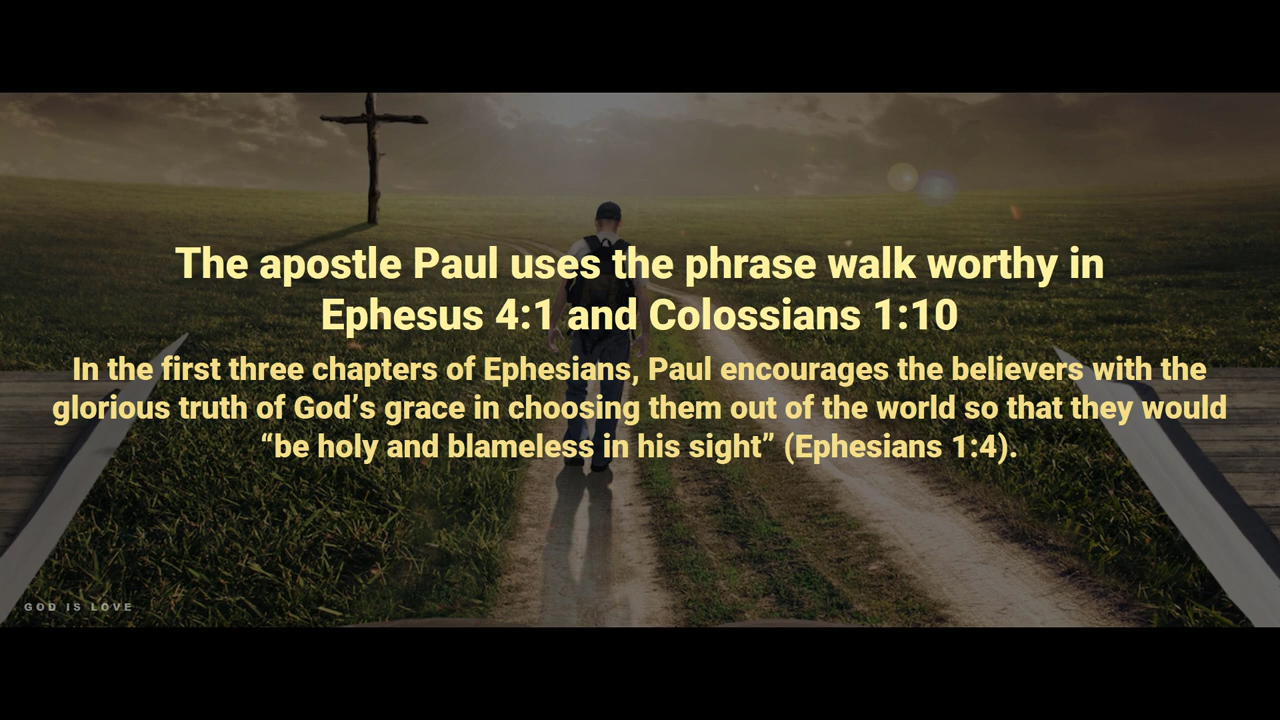 The apostle Paul uses the phrase walk worthy in
Ephesus 4:1 and Colossians 1:10
In the first three chapters of Ephesians, Paul encourages the believers with the
glorious truth of God’s grace in choosing them out of the world so that they would
“be holy and blameless in his sight” (Ephesians 1:4).
GOD IS LOVE